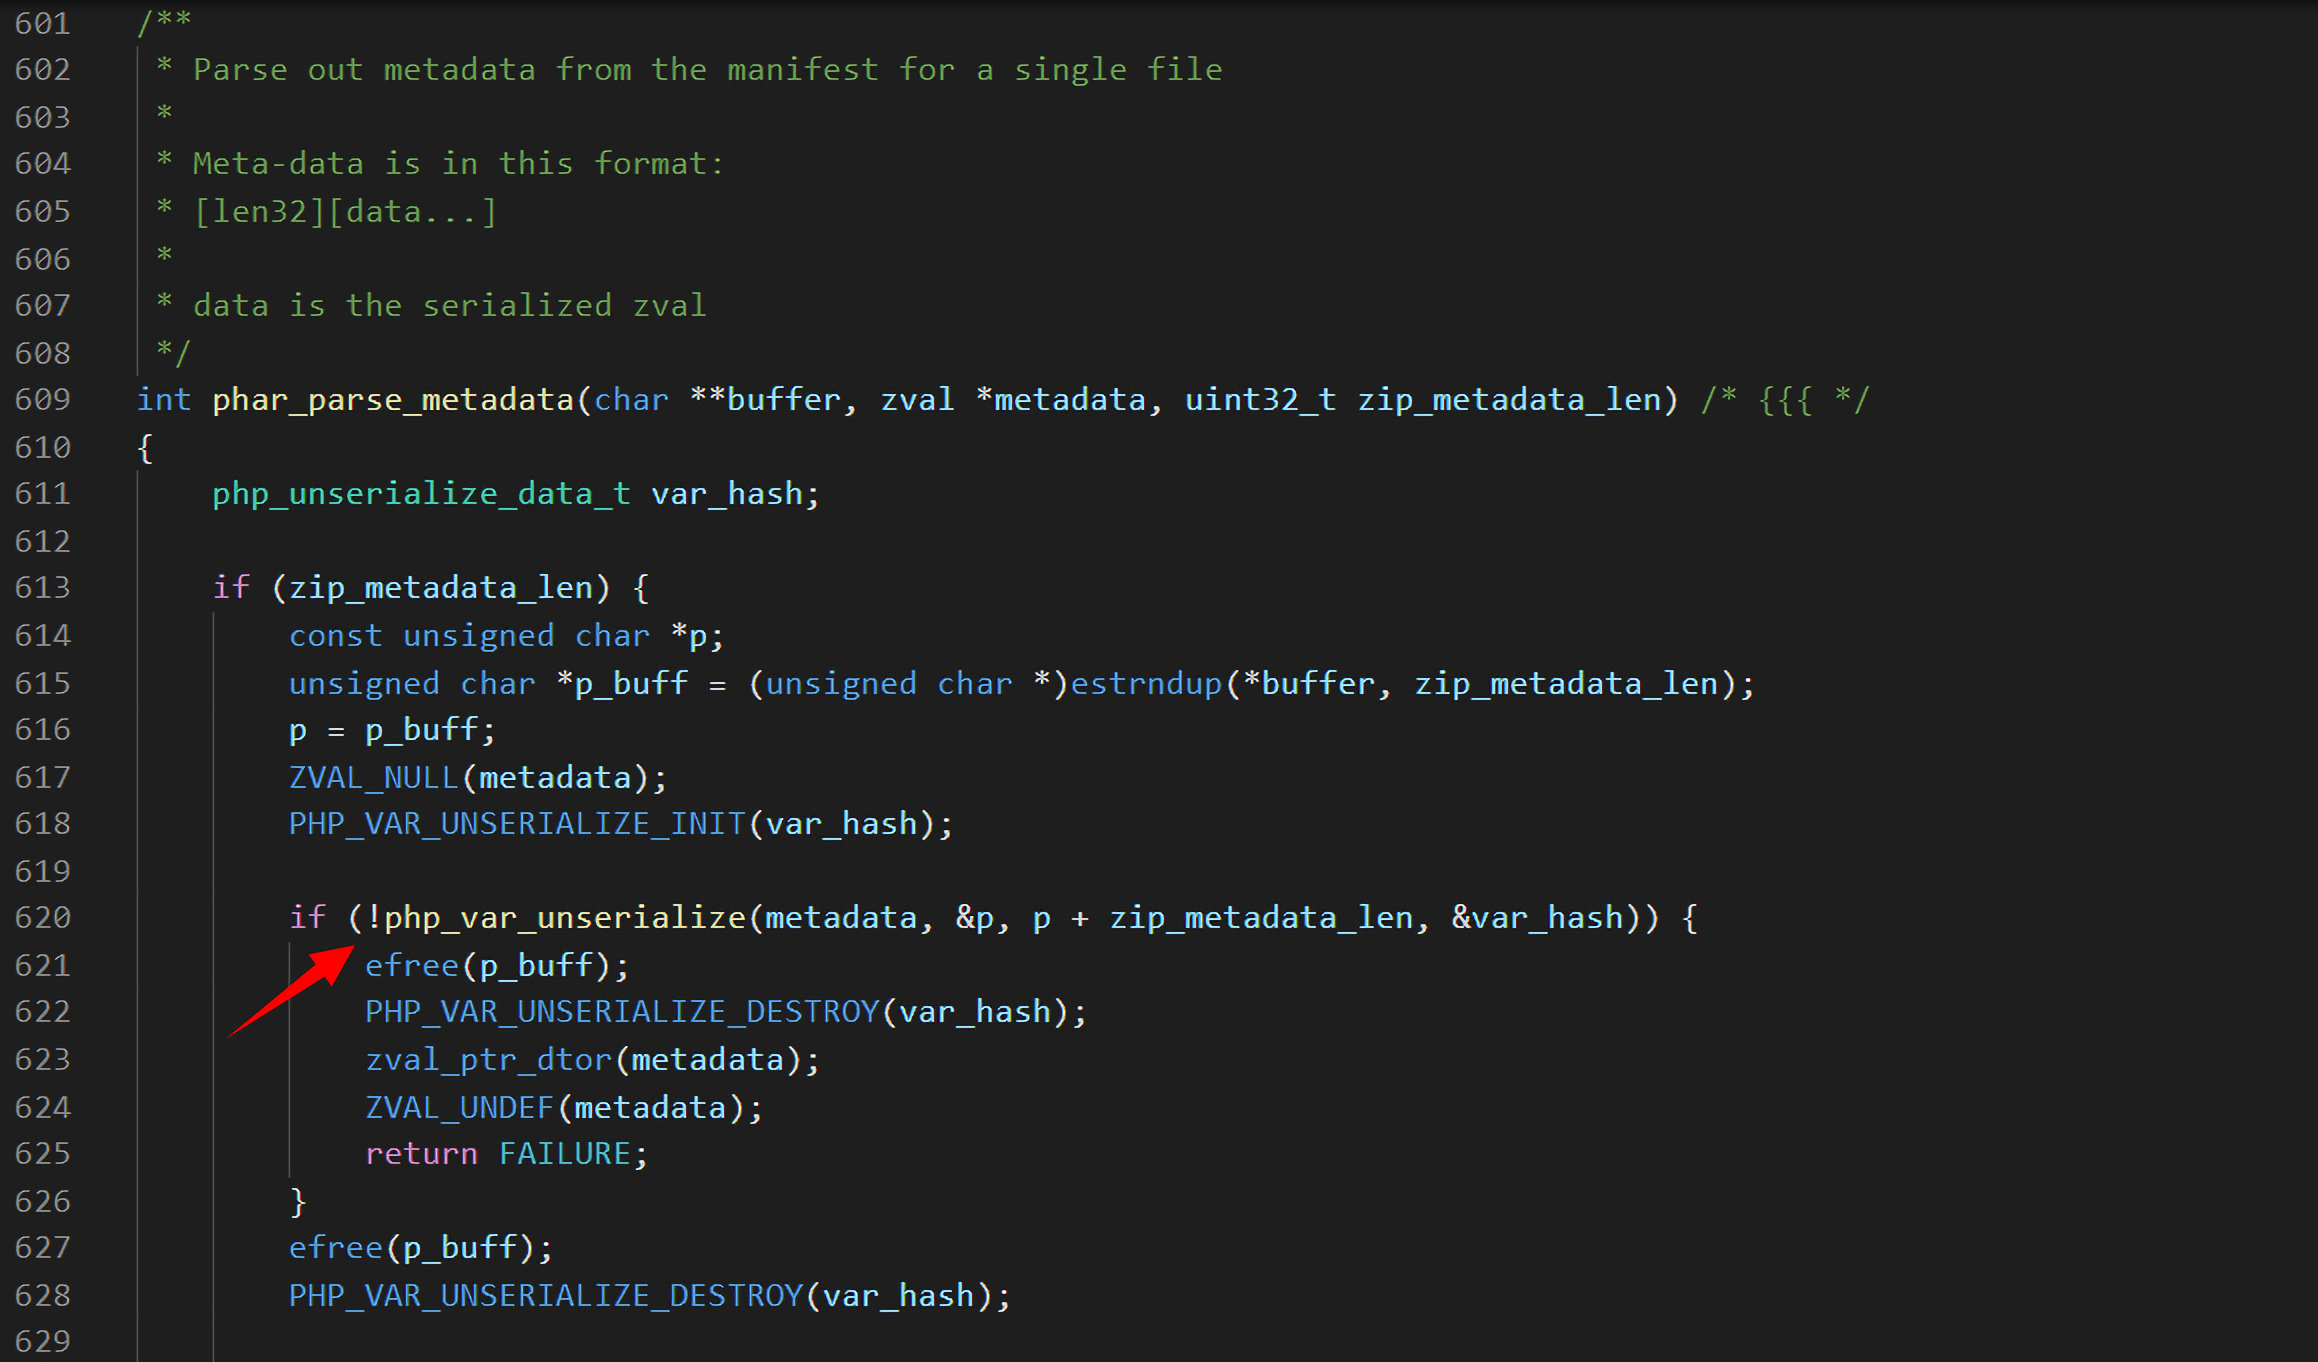 601 /**
602  * Parse out metadata from the manifest for a single file
603  *
604  * Meta-data is in this format:
605  * [len32][data...]
606  *
607  * data is the serialized zval
608  */
609 int phar_parse_metadata(char **buffer, zval *metadata, uint32_t zip_metadata_len) /* {{{ */
610 {
611     php_unserialize_data_t var_hash;
612
613     if (zip_metadata_len) {
614         const unsigned char *p;
615         unsigned char *p_buff = (unsigned char *)estrndup(*buffer, zip_metadata_len);
616         p = p_buff;
617         ZVAL_NULL(metadata);
618         PHP_VAR_UNSERIALIZE_INIT(var_hash);
619
620         if (!php_var_unserialize(metadata, &p, p + zip_metadata_len, &var_hash)) {
621             efree(p_buff);
622             PHP_VAR_UNSERIALIZE_DESTROY(var_hash);
623             zval_ptr_dtor(metadata);
624             ZVAL_UNDEF(metadata);
625             return FAILURE;
626         }
627         efree(p_buff);
628         PHP_VAR_UNSERIALIZE_DESTROY(var_hash);
629